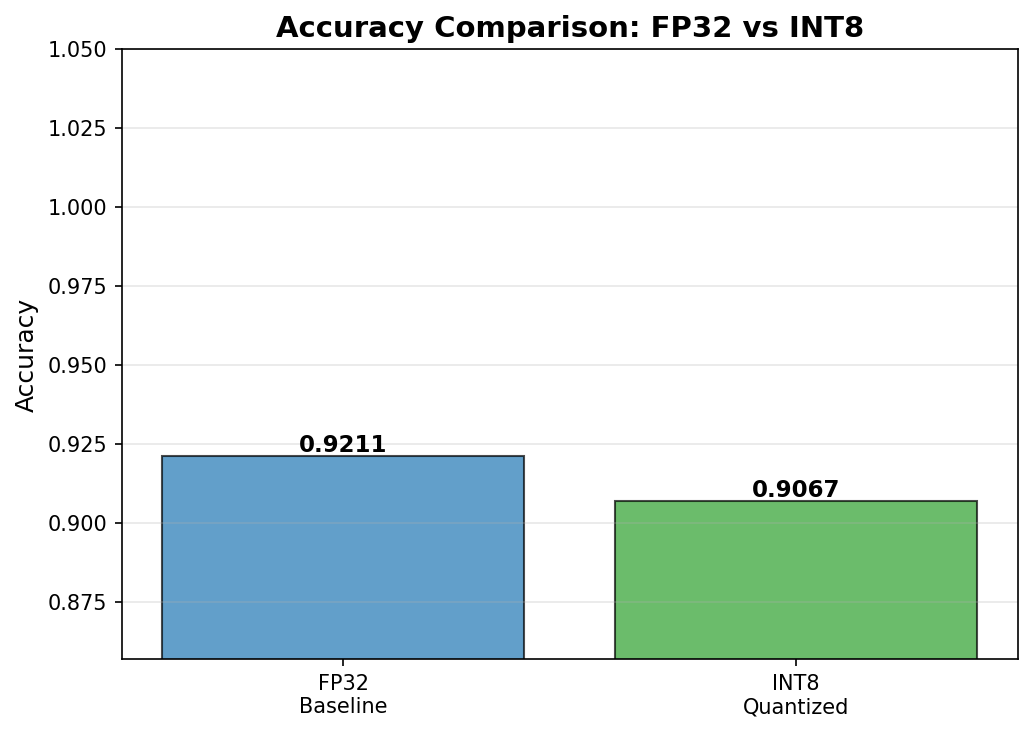 Accuracy Comparison: FP32 vs INT8
1.050
1.025
1.000
0.975
0.950
0.925
0.900
0.875
Accuracy
0.9211
0.9067
FP32
Baseline
INT8
Quantized